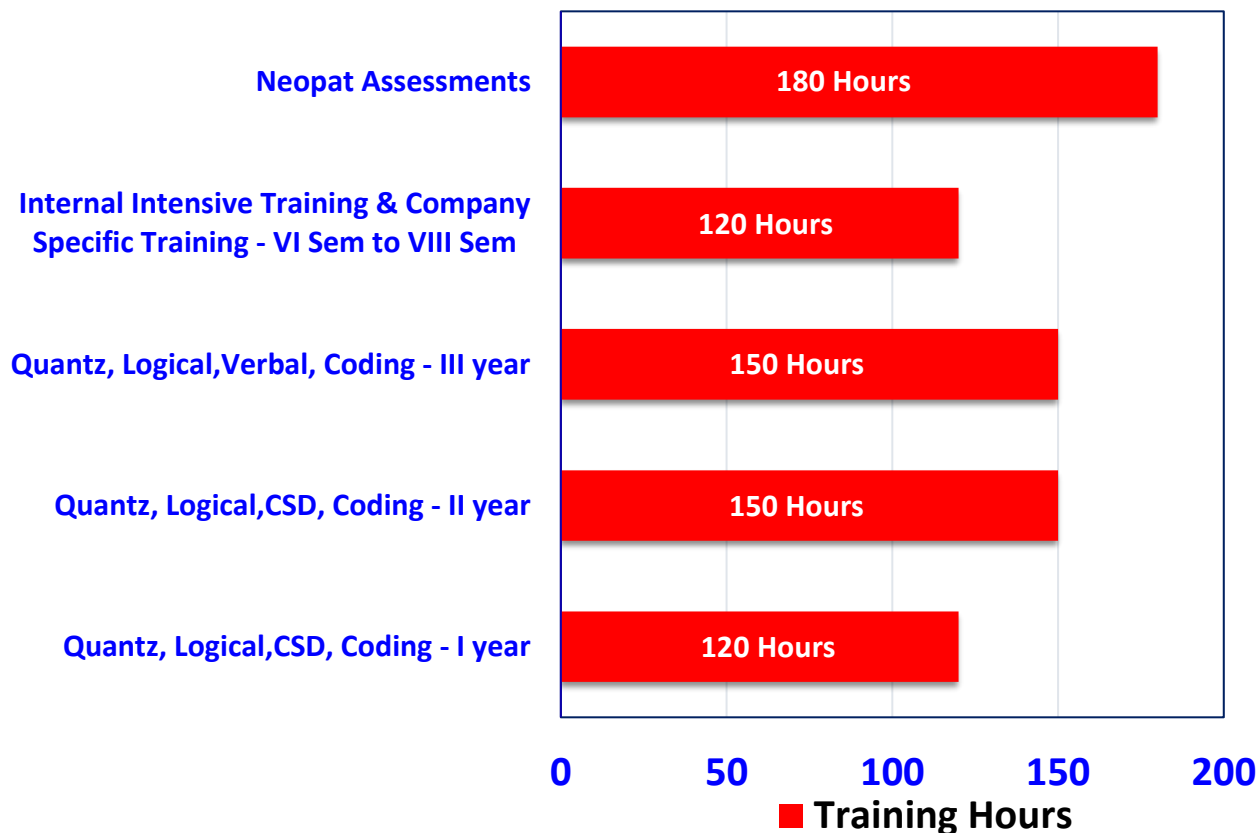 Neopat Assessments
180 Hours
Internal Intensive Training & Company
Specific Training - VI Sem to VIII Sem
120 Hours
Quantz, Logical,Verbal, Coding - III year
150 Hours
Quantz, Logical,CSD, Coding - II year
150 Hours
Quantz, Logical,CSD, Coding - I year
120 Hours
0 50 100 150 200
Training Hours